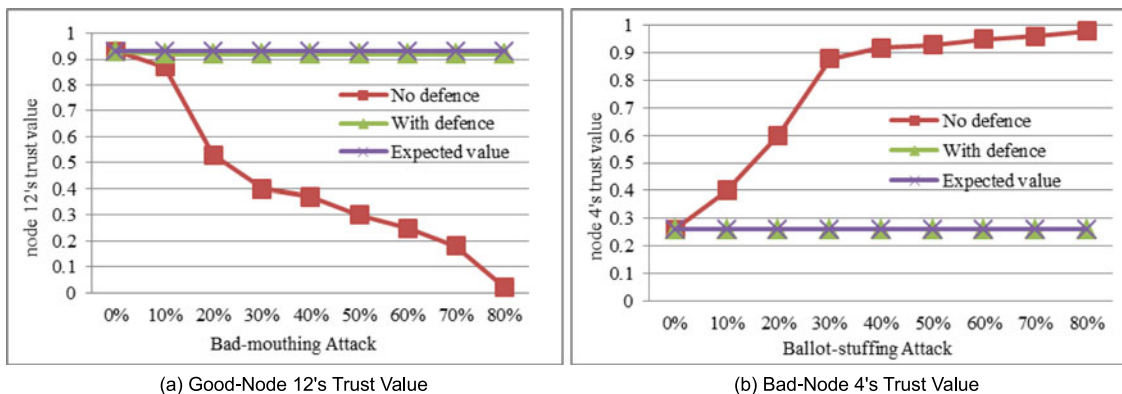 1
0.9
0.8
0.7
0.6
0.5
0.4
0.3
0.2
0.1
0
node 12's trust value
No defence
With defence
Expected value
0% 10% 20% 30% 40% 50% 60% 70% 80%
Bad-mouthing Attack
(a) Good-Node 12's Trust Value
1
0.9
0.8
0.7
0.6
0.5
0.4
0.3
0.2
0.1
0
node 4's trust value
No defence
With defence
Expected value
0% 10% 20% 30% 40% 50% 60% 70% 80%
Ballot-stuffing Attack
(b) Bad-Node 4's Trust Value